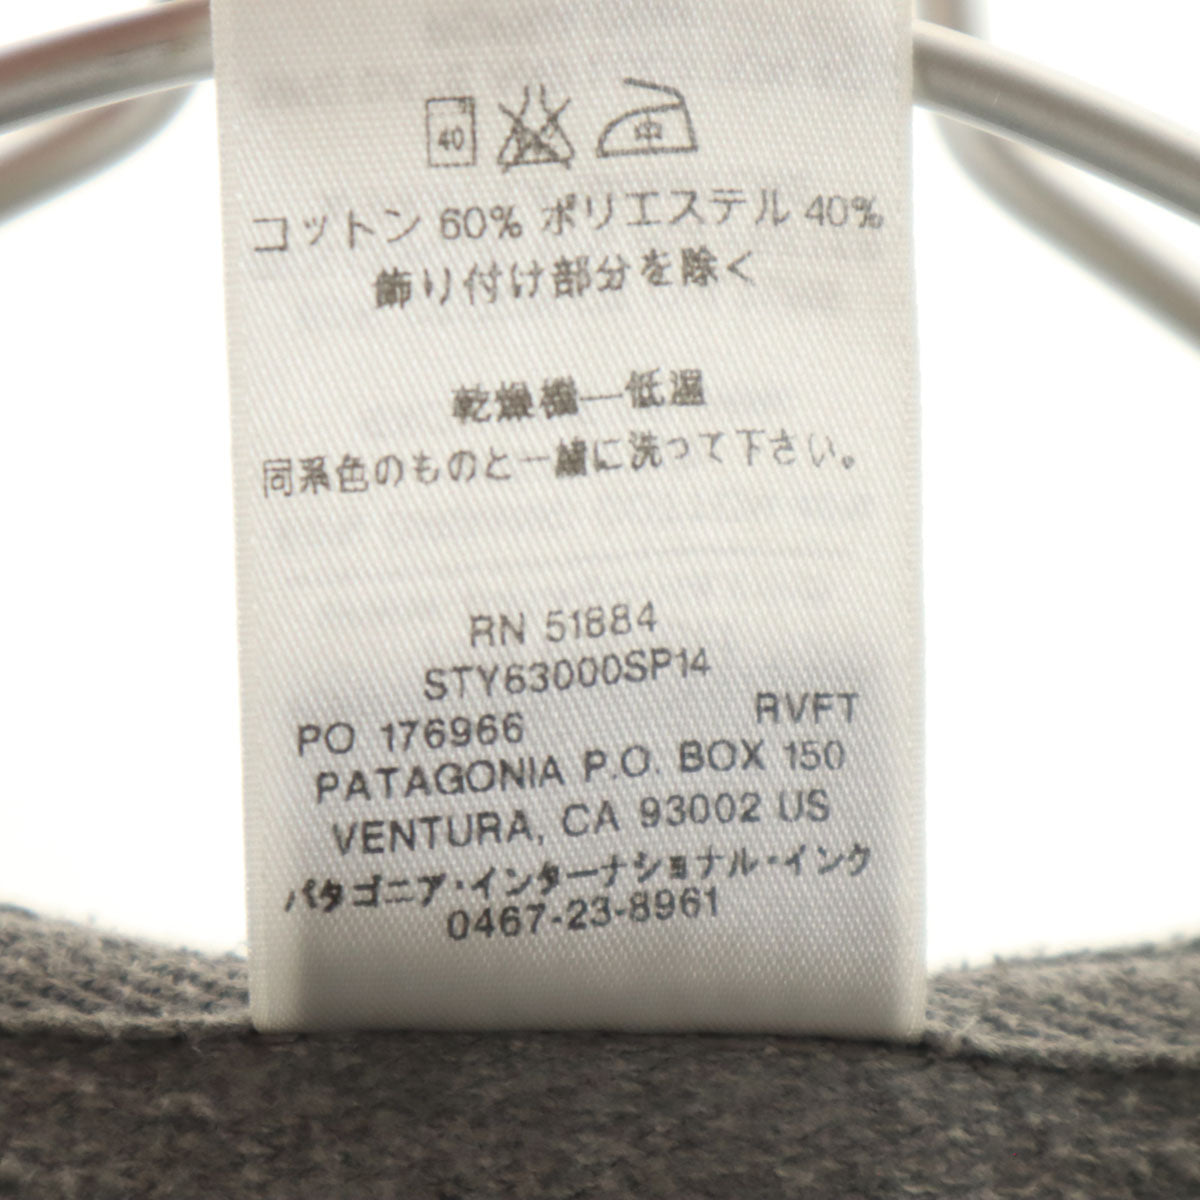 40
中
コットン 60% ポリエステル 40%
飾り付け部分を除く
乾燥機—低温
同系色のものと一緒に洗って下さい。
RN 51884
STY63000SP14
PO 176966 RVFT
PATAGONIA P.O. BOX 150
VENTURA, CA 93002 US
パタゴニア・インターナショナル・インク
0467-23-8961